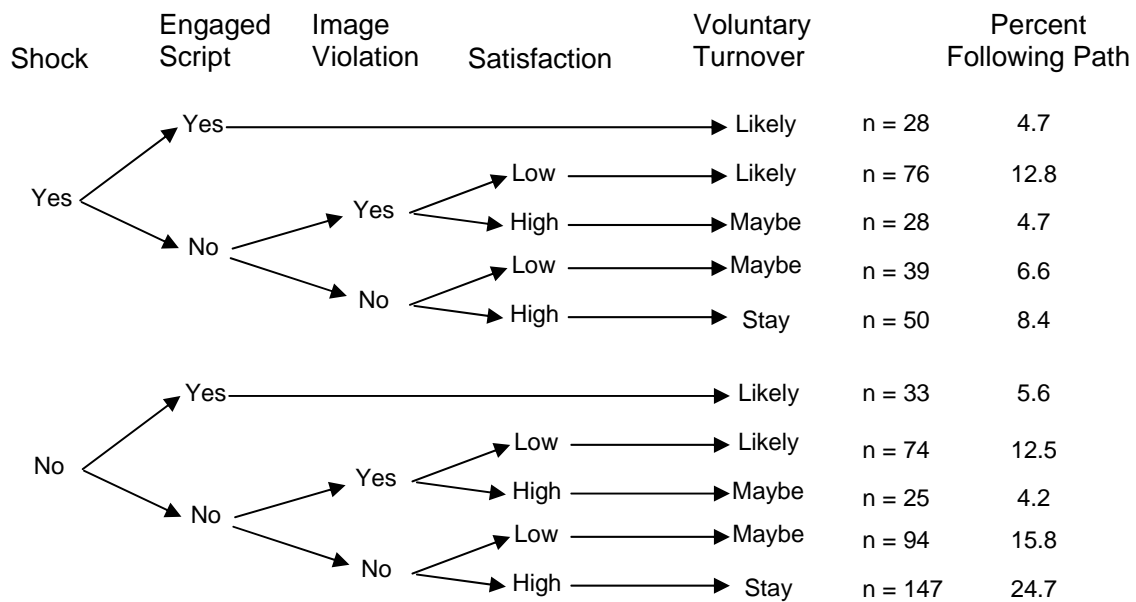 Shock Engaged Script Image Violation Satisfaction Voluntary Turnover Percent Following Path
Yes Likely n = 28 4.7
Low Likely n = 76 12.8
Yes
Yes
High Maybe n = 28 4.7
No
Low Maybe n = 39 6.6
No
High Stay n = 50 8.4
Yes Likely n = 33 5.6
Low Likely n = 74 12.5
No
Yes
High Maybe n = 25 4.2
No
Low Maybe n = 94 15.8
No
High Stay n = 147 24.7